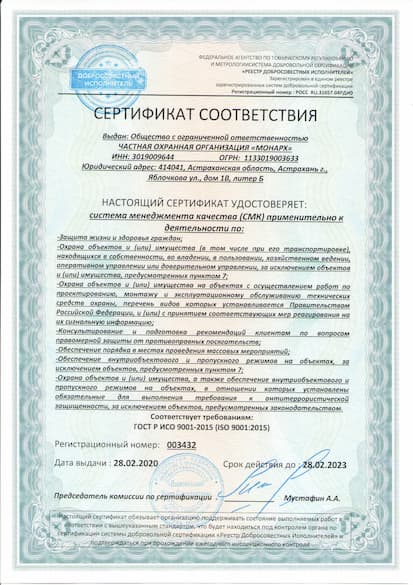 ДОБРОСОВЕСТНЫЙ
ИСПОЛНИТЕЛЬ
ФЕДЕРАЛЬНОЕ АГЕНТСТВО ПО ТЕХНИЧЕСКОМУ РЕГУЛИРОВАНИЮ
И МЕТРОЛОГИИСИСТЕМА ДОБРОВОЛЬНОЙ СЕРТИФИКАЦИИ
«РЕЕСТР ДОБРОСОВЕСТНЫХ ИСПОЛНИТЕЛЕЙ»
Зарегистрирован в едином реестре
зарегистрированных систем добровольной сертификации
Регистрационный номер : РОСС RU.31657.04РДИ0
СЕРТИФИКАТ СООТВЕТСТВИЯ
Выдан: Общество с ограниченной ответственностью
ЧАСТНАЯ ОХРАННАЯ ОРГАНИЗАЦИЯ «МОНАРХ»
ИНН: 3019009644 ОГРН: 1133019003633
Юридический адрес: 414041, Астраханская область, Астрахань г.,
Яблочкова ул., дом 1В, литер Б
НАСТОЯЩИЙ СЕРТИФИКАТ УДОСТОВЕРЯЕТ:
система менеджмента качества (СМК) применительно к
деятельности по:
-Защита жизни и здоровья граждан;
-Охрана объектов и (или) имущества (в том числе при его транспортировке),
находящихся в собственности, во владении, в пользовании, хозяйственном ведении,
оперативном управлении или доверительном управлении, за исключением объектов
и (или) имущества, предусмотренных пунктом 7;
-Охрана объектов и (или) имущества на объектах с осуществлением работ по
проектированию, монтажу и эксплуатационному обслуживанию технических
средств охраны, перечень видов которых устанавливается Правительством
Российской Федерации, и (или) с принятием соответствующих мер реагирования на
их сигнальную информацию;
-Консультирование и подготовка рекомендаций клиентам по вопросам
правомерной защиты от противоправных посягательств;
-Обеспечение порядка в местах проведения массовых мероприятий;
-Обеспечение внутриобъектового и пропускного режимов на объектах, за
исключением объектов, предусмотренных пунктом 7;
-Охрана объектов и (или) имущества, а также обеспечение внутриобъектового и
пропускного режимов на объектах, в отношении которых установлены
обязательные для выполнения требования к антитеррористической
защищенности, за исключением объектов, предусмотренных законодательством.
Соответствует требованиям:
ГОСТ Р ИСО 9001-2015 (ISO 9001:2015)
Регистрационный номер: 003432
Дата выдачи : 28.02.2020 Срок действия до : 28.02.2023
Председатель комиссии по сертификации Мустафин А.А.
Настоящий сертификат обязывает организацию поддерживать состояние выполняемых работ в
соответствии с вышеуказанным стандартом, что будет находиться под контролем органа по
сертификации системы добровольной сертификации «Реестр Добросовестных Исполнителей» и
подтверждаться при прохождении ежегодного инспекционного контроля